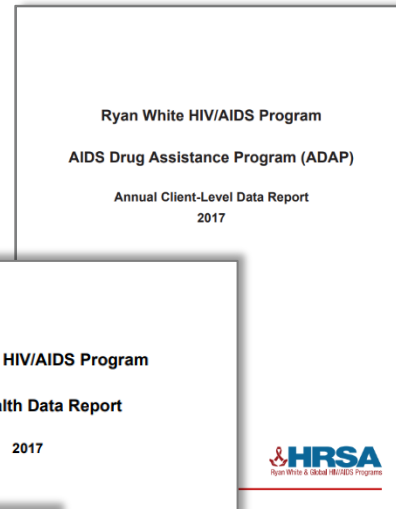 Ryan White HIV/AIDS Program
AIDS Drug Assistance Program (ADAP)
Annual Client-Level Data Report
2017
HIV/AIDS Program
alth Data Report
2017
HRSA
Ryan White & Global HIV/AIDS Programs